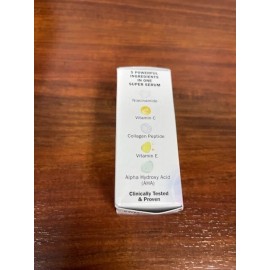 5 POWERFUL
INGREDIENTS
IN ONE
SUPER SERUM
Niacinamide
Vitamin C
Collagen Peptide
Vitamin E
Alpha Hydroxy Acid
(AHA)
Clinically Tested
& Proven